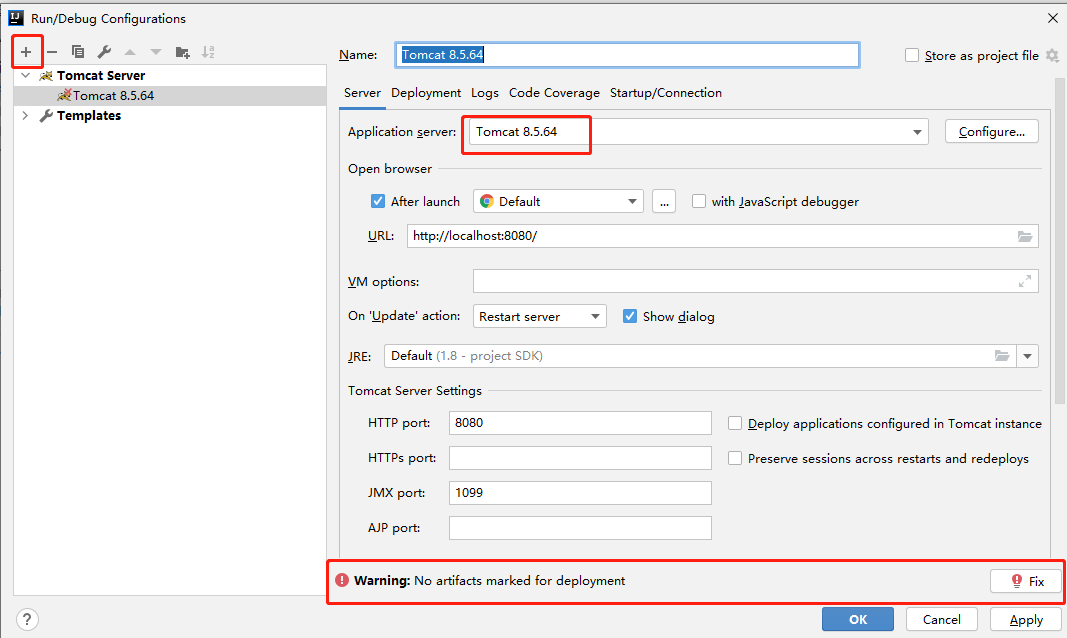 IJ Run/Debug Configurations
Name: Tomcat 8.5.64 Store as project file
Tomcat Server
Tomcat 8.5.64
Templates
Server Deployment Logs Code Coverage Startup/Connection
Application server: Tomcat 8.5.64 Configure...
Open browser
After launch Default ... with JavaScript debugger
URL: http://localhost:8080/
VM options:
On 'Update' action: Restart server Show dialog
JRE: Default (1.8 - project SDK)
Tomcat Server Settings
HTTP port: 8080 Deploy applications configured in Tomcat instance
HTTPs port: Preserve sessions across restarts and redeploys
JMX port: 1099
AJP port:
Warning: No artifacts marked for deployment Fix
? OK Cancel Apply